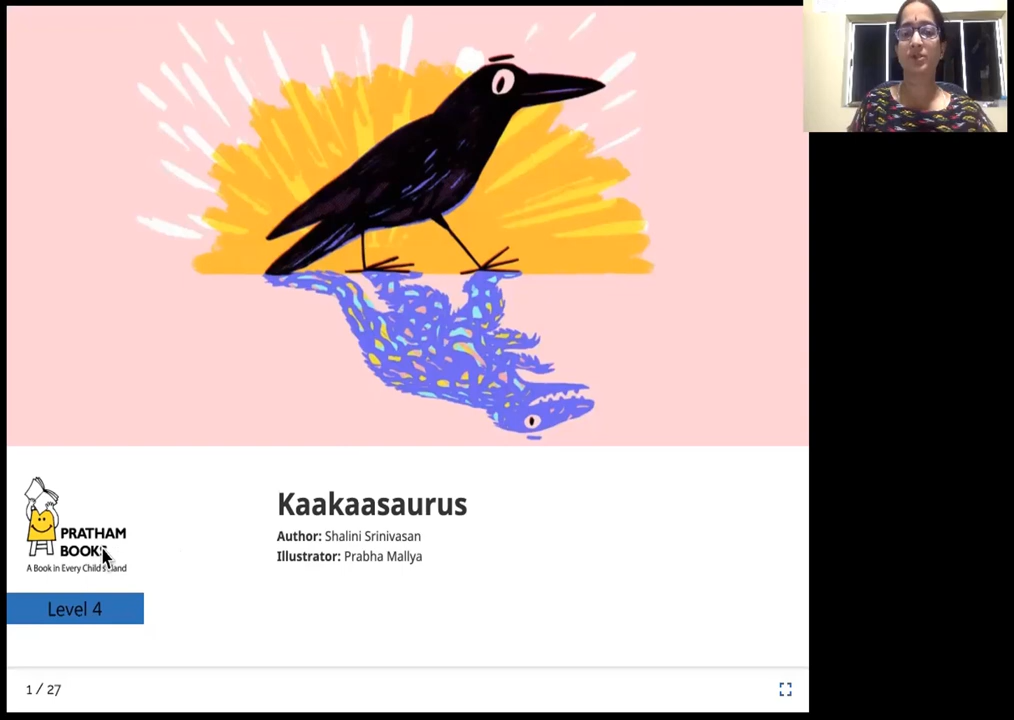 Kaakaasaurus
Author: Shalini Srinivasan
Illustrator: Prabha Mallya
PRATHAM
BOOKS
A Book in Every Child's Hand
Level 4
1 / 27